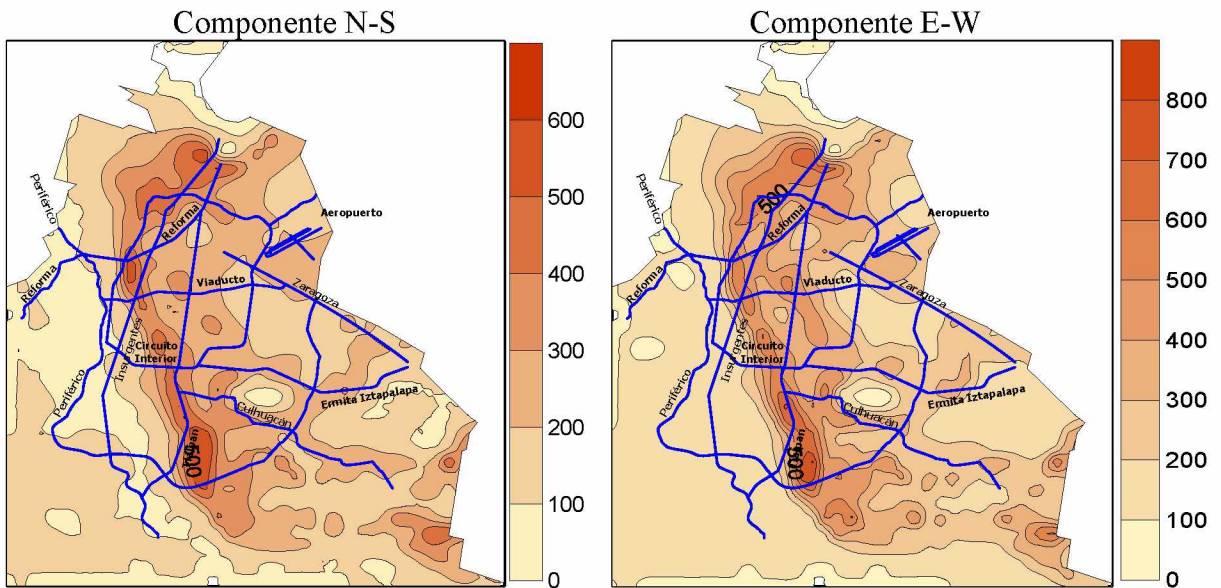 Componente N-S
Periférico
Reforma
Aeropuerto
Reforma
Viaducto
Zaragoza
Insurgentes
Circuito
Interior
Periférico
Ermita Iztapalapa
Culhuacán
600
500
400
300
200
100
0
Componente E-W
500
Periférico
Reforma
Aeropuerto
Reforma
Viaducto
Zaragoza
Insurgentes
Circuito
Interior
Periférico
Ermita Iztapalapa
Culhuacán
800
700
600
500
400
300
200
100
0